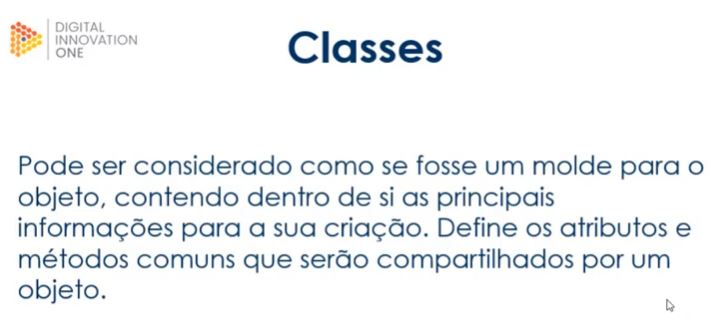 DIGITAL
INNOVATION
ONE
Classes
Pode ser considerado como se fosse um molde para o
objeto, contendo dentro de si as principais
informações para a sua criação. Define os atributos e
métodos comuns que serão compartilhados por um
objeto.